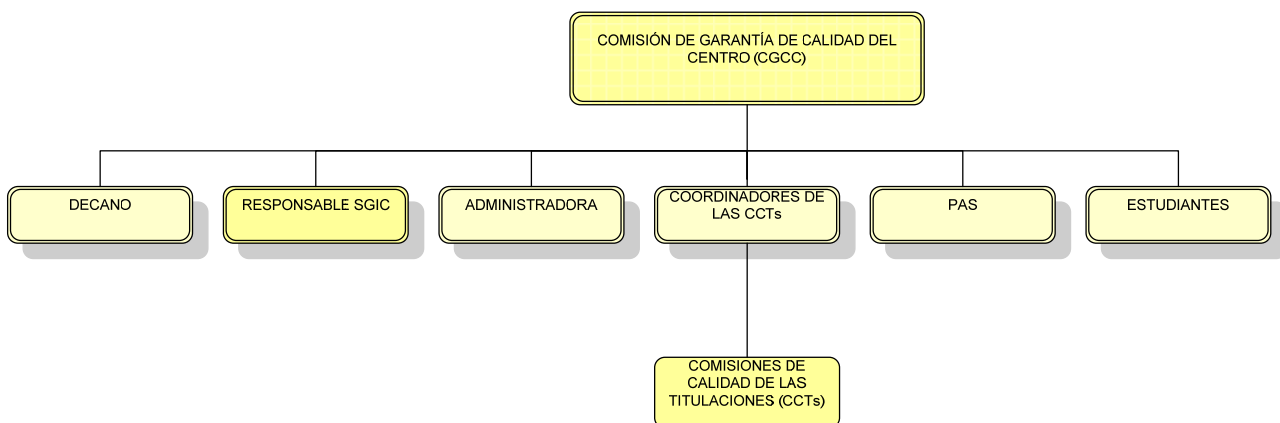 COMISIÓN DE GARANTÍA DE CALIDAD DEL
CENTRO (CGCC)
DECANO
RESPONSABLE SGIC
ADMINISTRADORA
COORDINADORES DE
LAS CCTs
PAS
ESTUDIANTES
COMISIONES DE
CALIDAD DE LAS
TITULACIONES (CCTs)